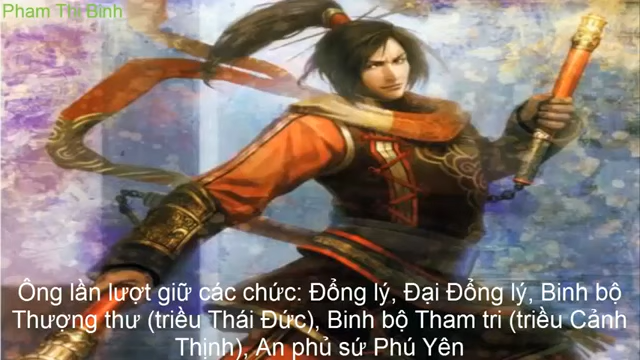 Pham Thi Binh
Ông lần lượt giữ các chức: Đổng lý, Đại Đổng lý, Binh bộ
Thượng thư (triều Thái Đức), Binh bộ Tham tri (triều Cảnh
Thịnh), An phủ sứ Phú Yên